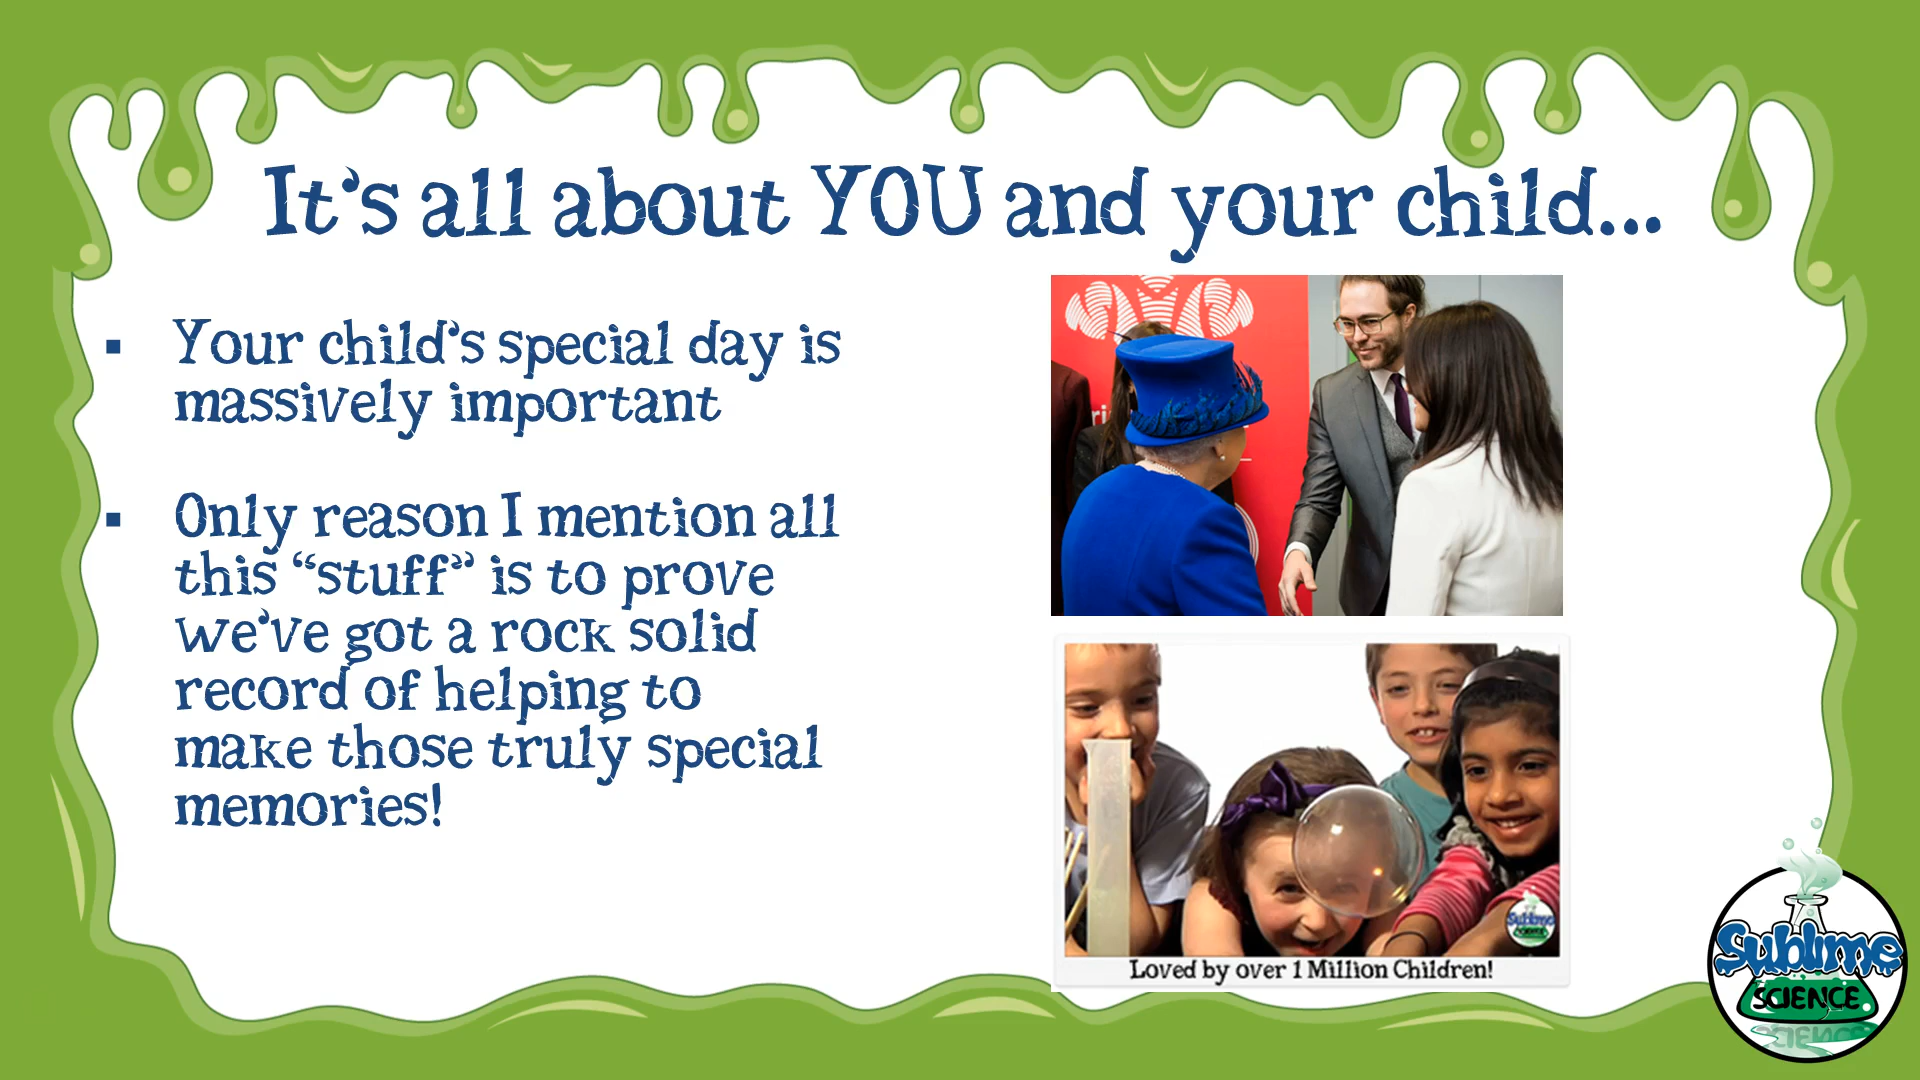 It's all about YOU and your child...
▪ Your child's special day is
massively important
▪ Only reason I mention all
this “stuff” is to prove
we've got a rock solid
record of helping to
make those truly special
memories!
Sublime
SCIENCE
Loved by over 1 Million Children!
Sublime
SCIENCE